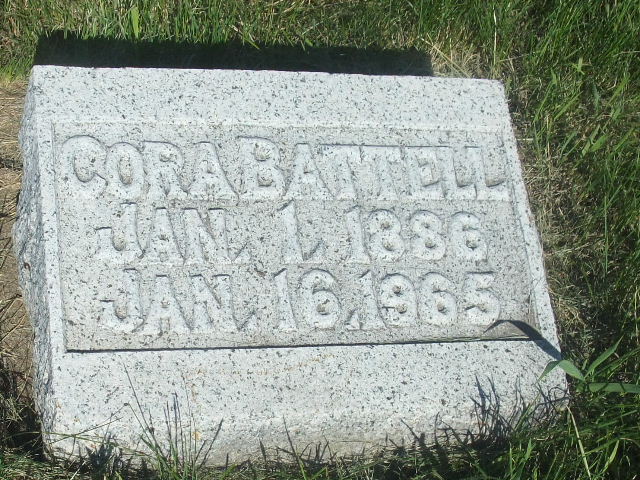 CORA BATTELL
JAN. 1. 1886
JAN. 16, 1965